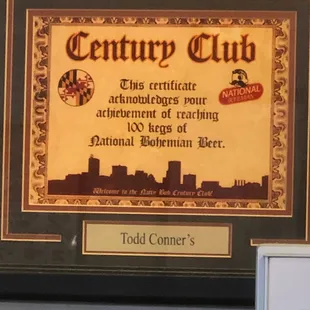 Century Club
This certificate
acknowledges your
achievement of reaching
100 kegs of
National Bohemian Beer.
NATIONAL
Welcome to the Natty Boh Century Club!
Todd Conner's